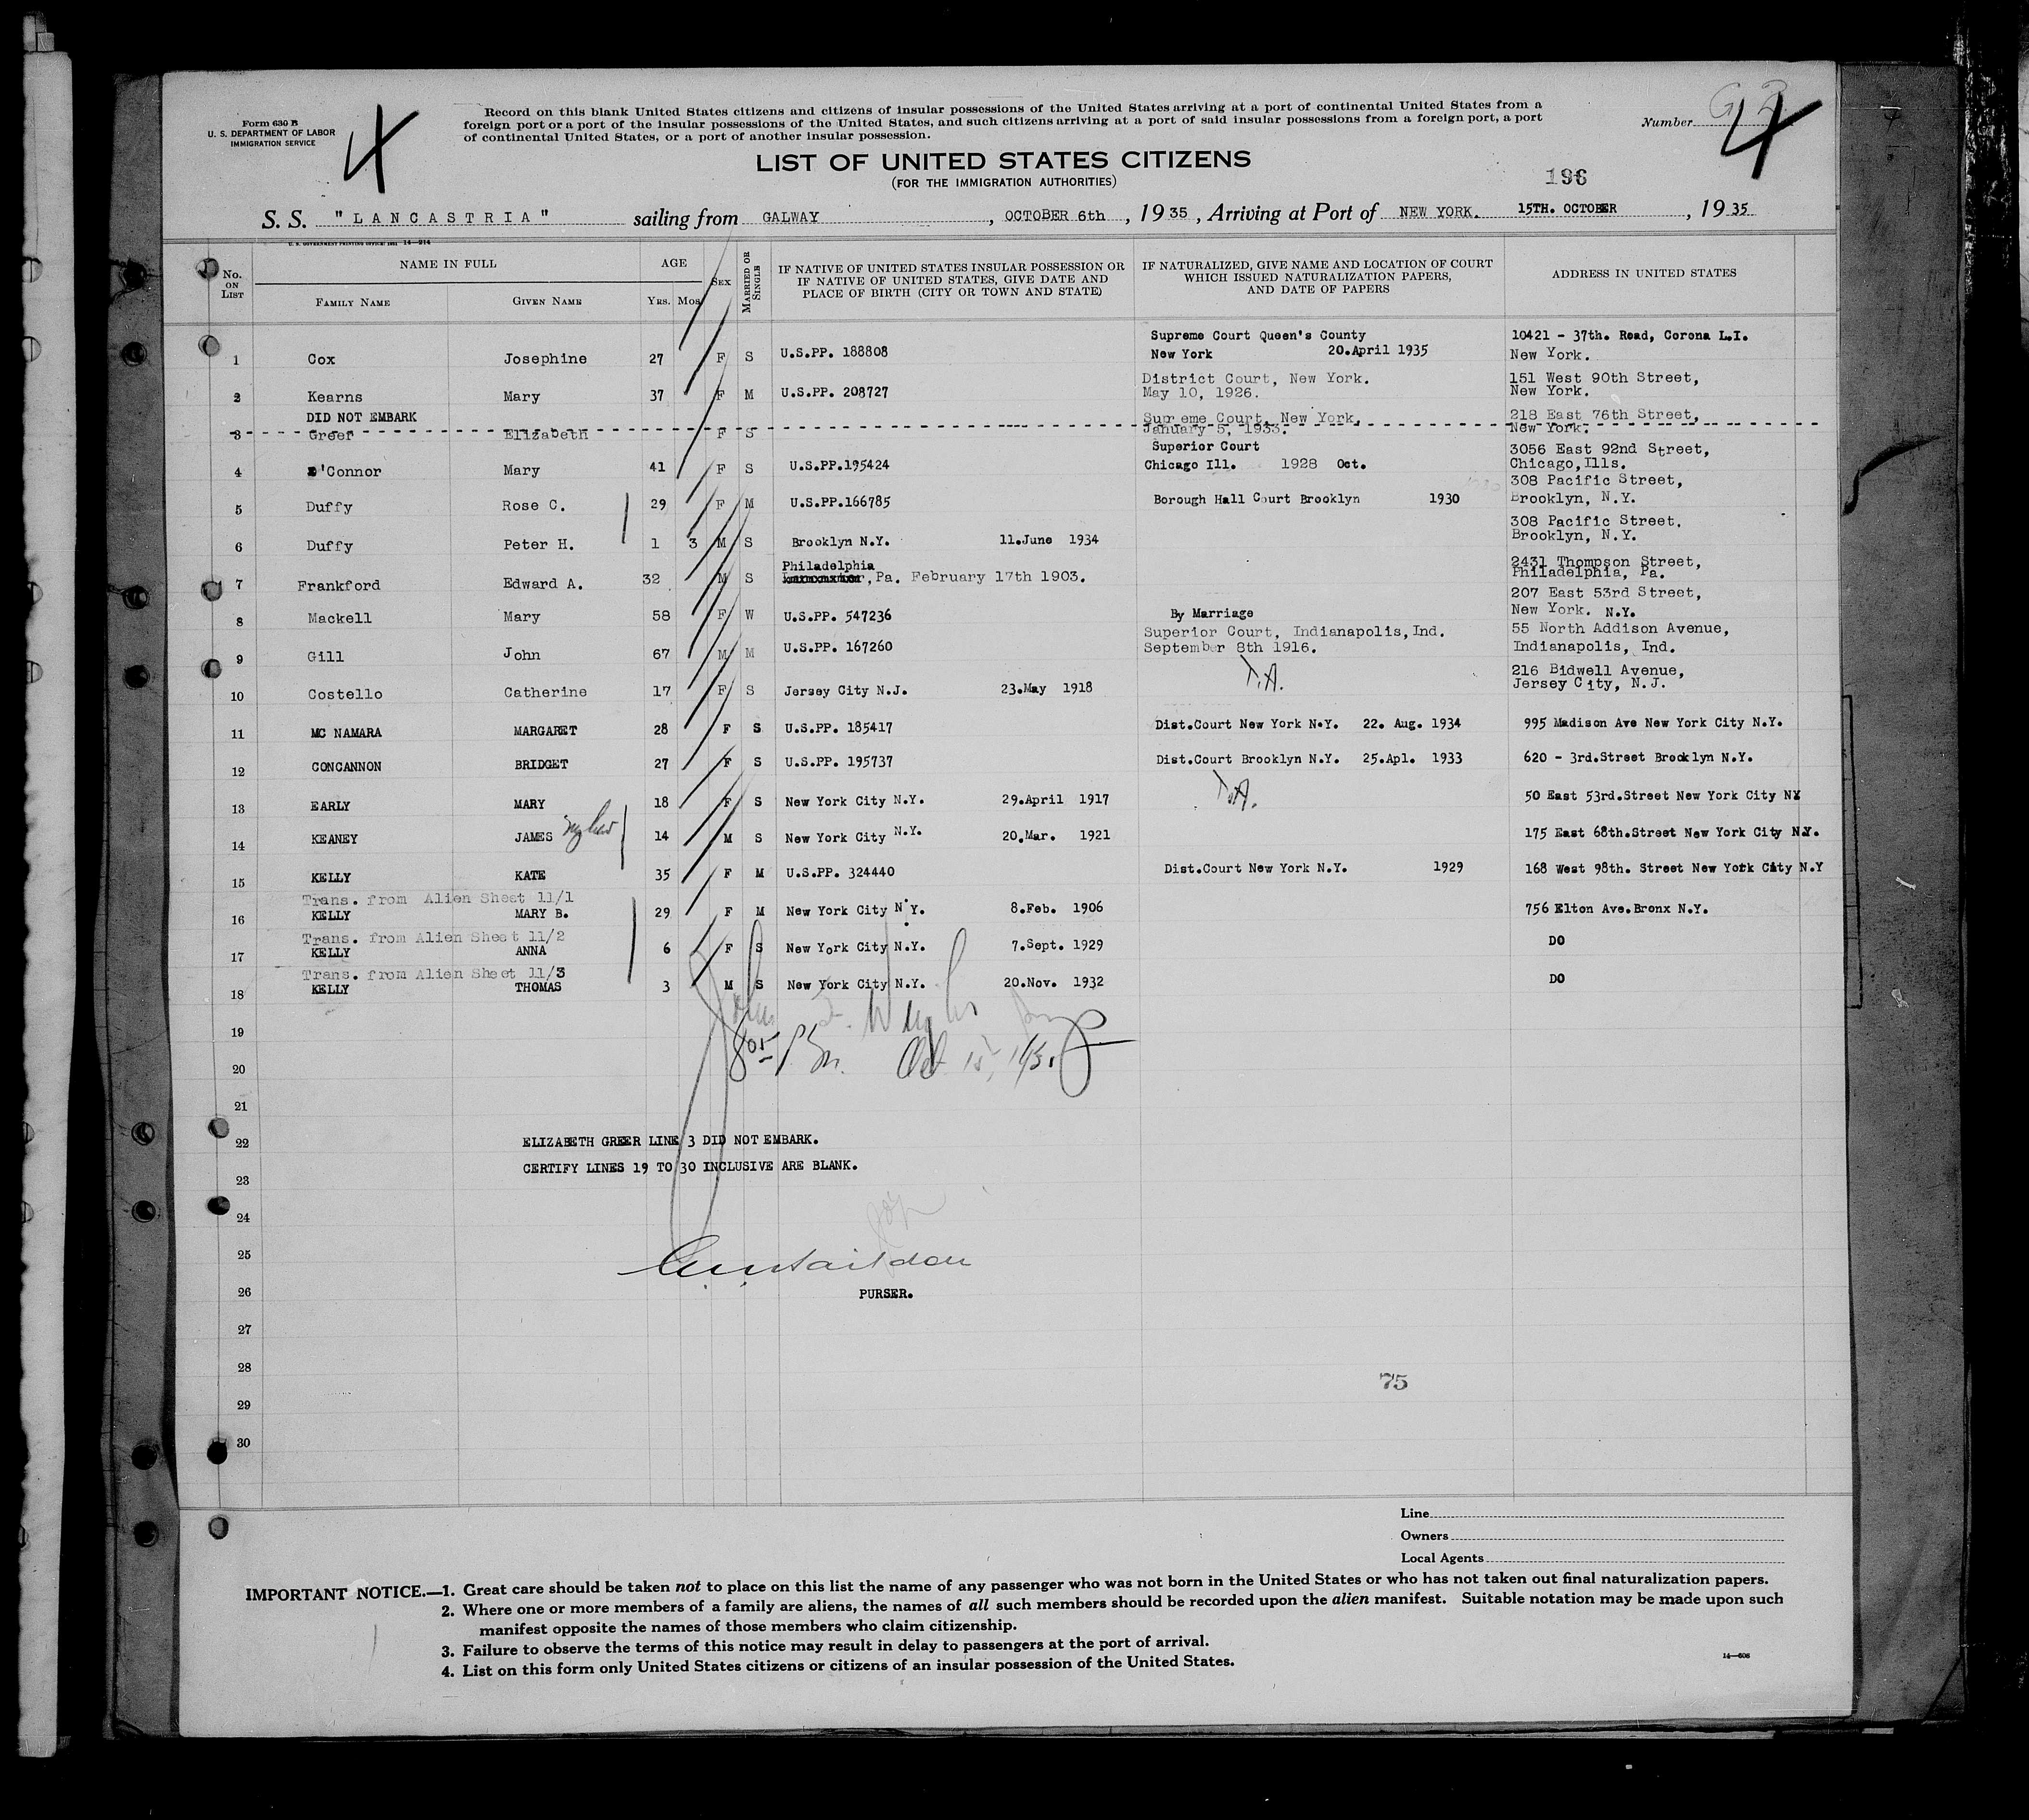 Form 630 B
U. S. DEPARTMENT OF LABOR
IMMIGRATION SERVICE
4
Record on this blank United States citizens and citizens of insular possessions of the United States arriving at a port of continental United States from a
foreign port or a port of the insular possessions of the United States, and such citizens arriving at a port of said insular possessions from a foreign port, a port
of continental United States, or a port of another insular possession.
Number 4
LIST OF UNITED STATES CITIZENS
(FOR THE IMMIGRATION AUTHORITIES)
196
S. S. "LANCASTRIA" sailing from GALWAY, OCTOBER 6th, 1935, Arriving at Port of NEW YORK. 15TH. OCTOBER, 1935
U. S. GOVERNMENT PRINTING OFFICE: 1931 14—214
No. ON LIST NAME IN FULL AGE SEX MARRIED OR SINGLE IF NATIVE OF UNITED STATES INSULAR POSSESSION OR IF NATIVE OF UNITED STATES, GIVE DATE AND PLACE OF BIRTH (CITY OR TOWN AND STATE) IF NATURALIZED, GIVE NAME AND LOCATION OF COURT WHICH ISSUED NATURALIZATION PAPERS, AND DATE OF PAPERS ADDRESS IN UNITED STATES
FAMILY NAME GIVEN NAME YRS. MOS.
Supreme Court Queen's County 10421 - 37th. Road, Corona L.I.
1 Cox Josephine 27 F S U.S.PP. 188808 New York 20.April 1935 New York.
District Court, New York. 151 West 90th Street,
2 Kearns Mary 37 F M U.S.PP. 208727 May 10, 1926. New York.
DID NOT EMBARK Supreme Court, New York, 218 East 76th Street,
3 Greer Elizabeth F S January 5, 1933. New York.
Superior Court 3056 East 92nd Street,
4 O'Connor Mary 41 F S U.S.PP.195424 Chicago Ill. 1928 Oct. Chicago, Ills.
308 Pacific Street,
5 Duffy Rose C. 29 F M U.S.PP.166785 Borough Hall Court Brooklyn 1930 Brooklyn, N.Y.
308 Pacific Street,
6 Duffy Peter H. 1 3 M S Brooklyn N.Y. 11.June 1934 Brooklyn, N.Y.
Philadelphia 2431 Thompson Street,
7 Frankford Edward A. 32 M S , Pa. February 17th 1903. Philadelphia, Pa.
207 East 53rd Street,
8 Mackell Mary 58 F W U.S.PP. 547236 By Marriage New York. N.Y.
Superior Court, Indianapolis, Ind. 55 North Addison Avenue,
9 Gill John 67 M M U.S.PP. 167260 September 8th 1916. Indianapolis, Ind.
T.A. 216 Bidwell Avenue,
10 Costello Catherine 17 F S Jersey City N.J. 23.May 1918 Jersey City, N.J.
11 MC NAMARA MARGARET 28 F S U.S.PP. 185417 Dist.Court New York N.Y. 22. Aug. 1934 995 Madison Ave New York City N.Y.
12 CONCANNON BRIDGET 27 F S U.S.PP. 195737 Dist.Court Brooklyn N.Y. 25.Apl. 1933 620 - 3rd.Street Brooklyn N.Y.
13 EARLY MARY 18 F S New York City N.Y. 29.April 1917 T.A. 50 East 53rd.Street New York City NY
14 KEANEY JAMES nephew 14 M S New York City N.Y. 20.Mar. 1921 175 East 68th.Street New York City N.Y.
15 KELLY KATE 35 F M U.S.PP. 324440 Dist.Court New York N.Y. 1929 168 West 98th. Street New York City N.Y
Trans. from Alien Sheet 11/1
16 KELLY MARY B. 29 F M New York City N.Y. 8.Feb. 1906 756 Elton Ave.Bronx N.Y.
Trans. from Alien Sheet 11/2
17 KELLY ANNA 6 F S New York City N.Y. 7.Sept. 1929 DO
Trans. from Alien Sheet 11/3
18 KELLY THOMAS 3 M S New York City N.Y. 20.Nov. 1932 DO
19
805 P.M. Oct 15,
20
21
22 ELIZABETH GREER LINE 3 DID NOT EMBARK.
CERTIFY LINES 19 TO 30 INCLUSIVE ARE BLANK.
23
24
25
26 PURSER.
27
28
75
29
30
Line
Owners
Local Agents
IMPORTANT NOTICE.—1. Great care should be taken not to place on this list the name of any passenger who was not born in the United States or who has not taken out final naturalization papers.
2. Where one or more members of a family are aliens, the names of all such members should be recorded upon the alien manifest. Suitable notation may be made upon such
manifest opposite the names of those members who claim citizenship.
3. Failure to observe the terms of this notice may result in delay to passengers at the port of arrival.
4. List on this form only United States citizens or citizens of an insular possession of the United States.
14—608